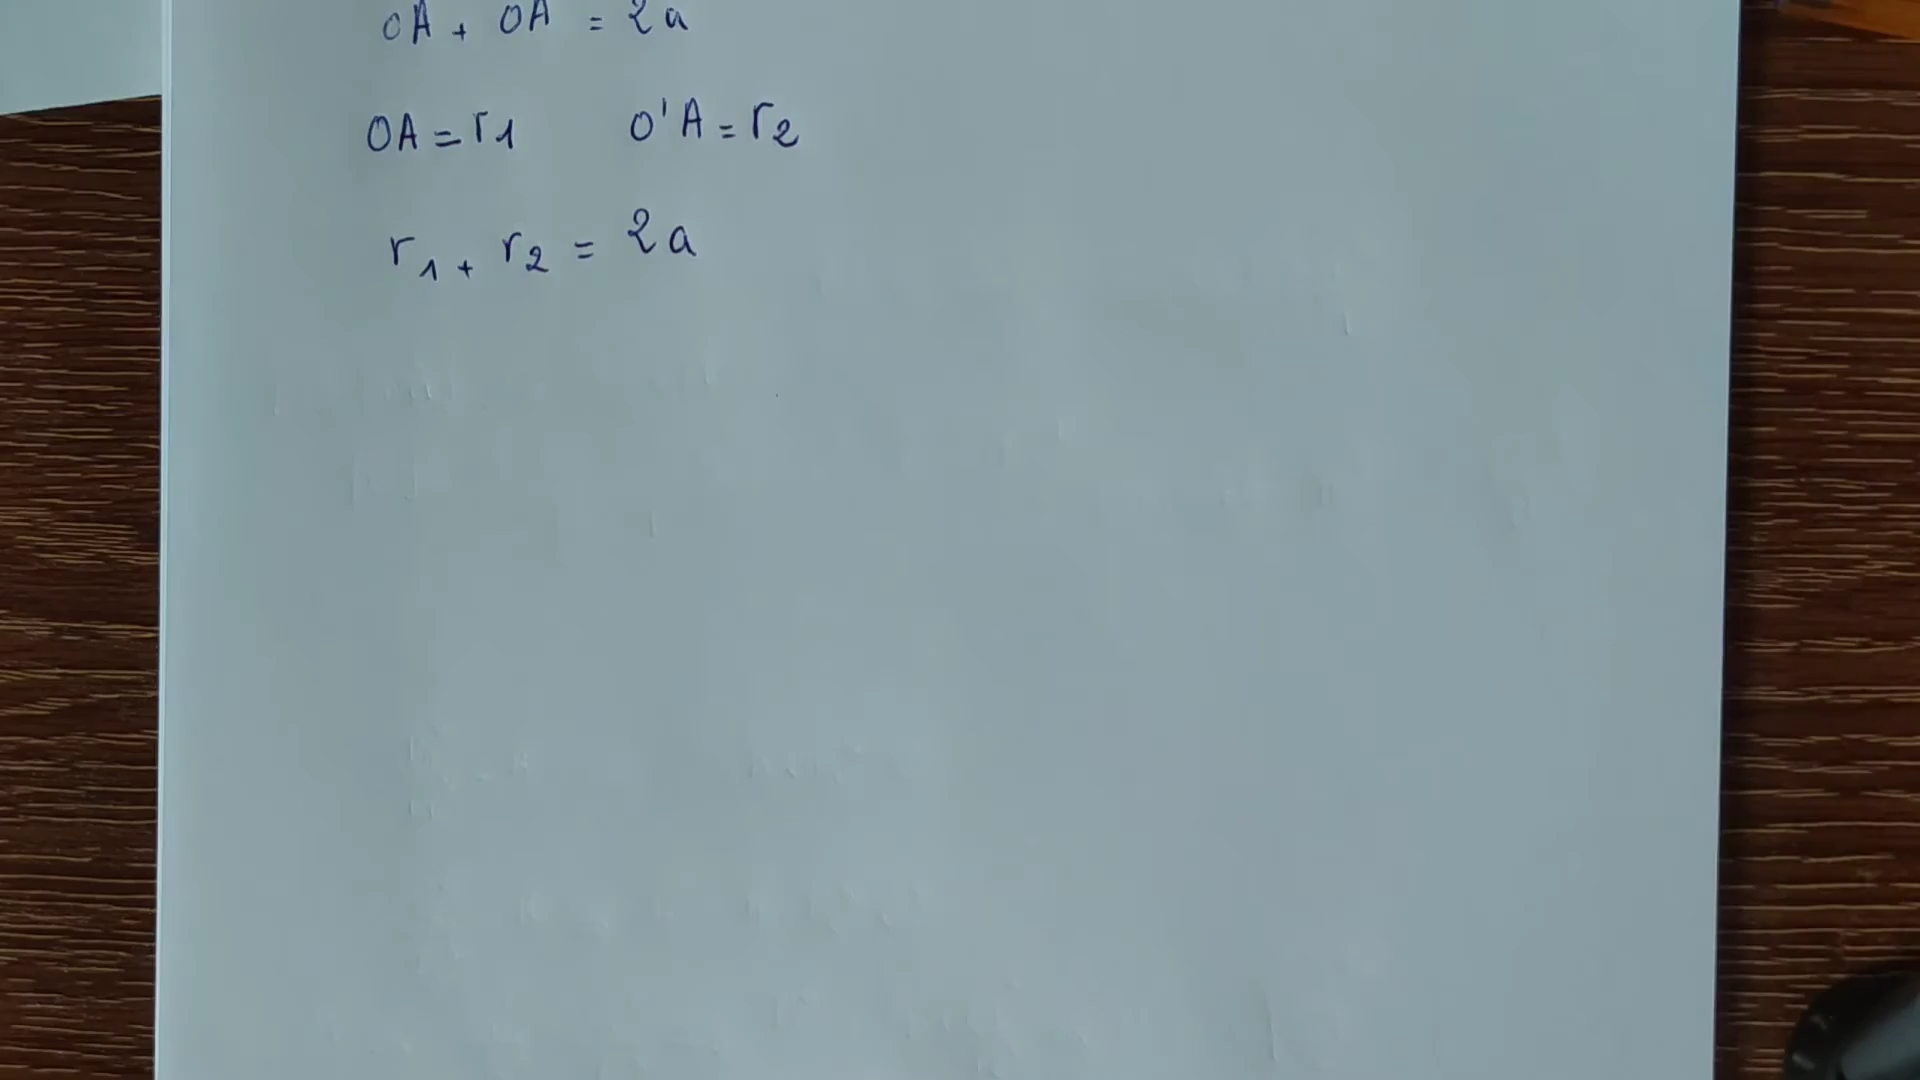 OA + OA = 2a
OA = r1 O'A = r2
r1 + r2 = 2a